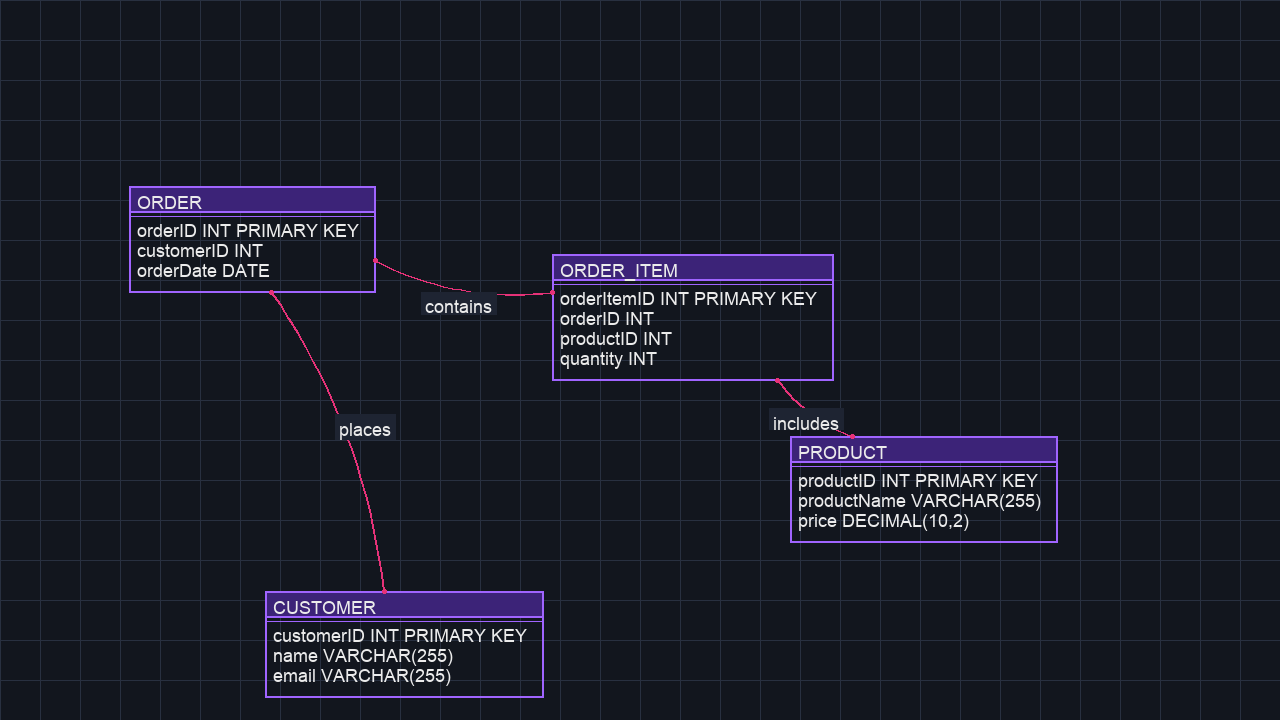 ORDER
orderID INT PRIMARY KEY
customerID INT
orderDate DATE
ORDER_ITEM
orderItemID INT PRIMARY KEY
orderID INT
productID INT
quantity INT
contains
places
includes
PRODUCT
productID INT PRIMARY KEY
productName VARCHAR(255)
price DECIMAL(10,2)
CUSTOMER
customerID INT PRIMARY KEY
name VARCHAR(255)
email VARCHAR(255)